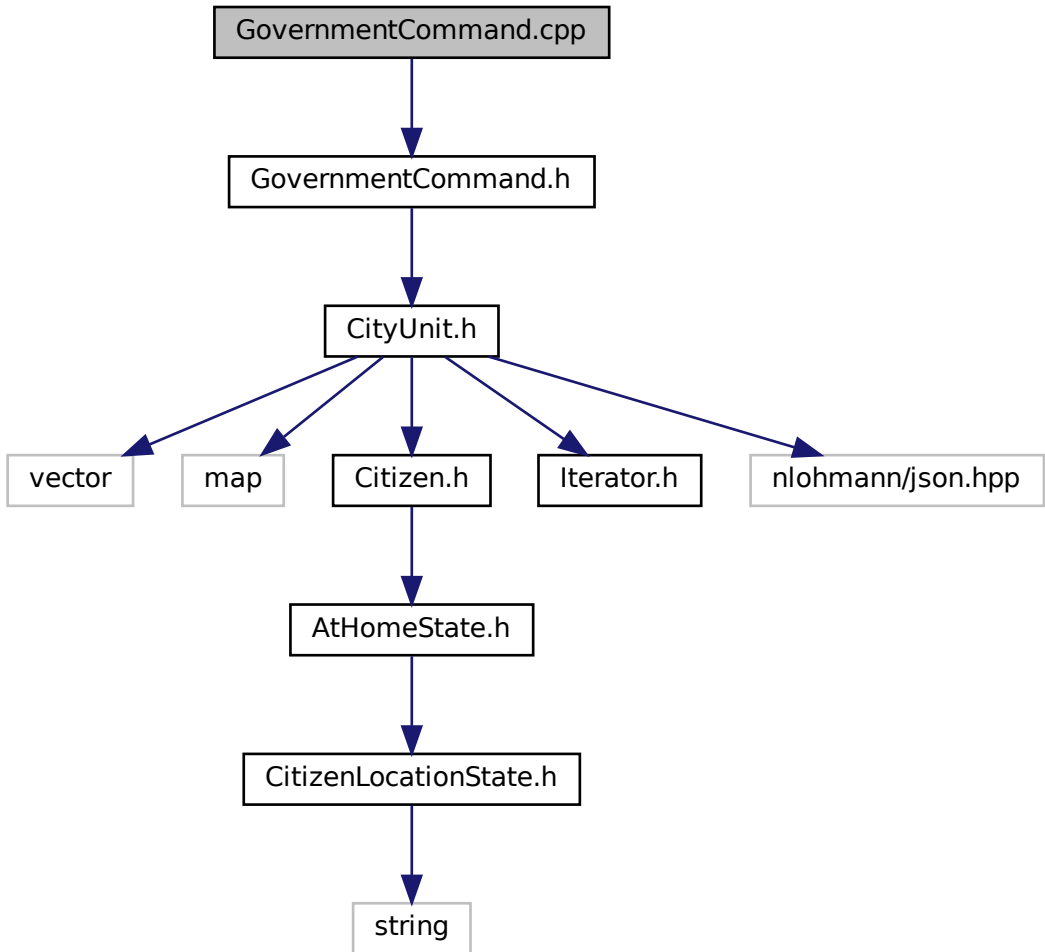 GovernmentCommand.cpp
GovernmentCommand.h
CityUnit.h
vector
map
Citizen.h
Iterator.h
nlohmann/json.hpp
AtHomeState.h
CitizenLocationState.h
string